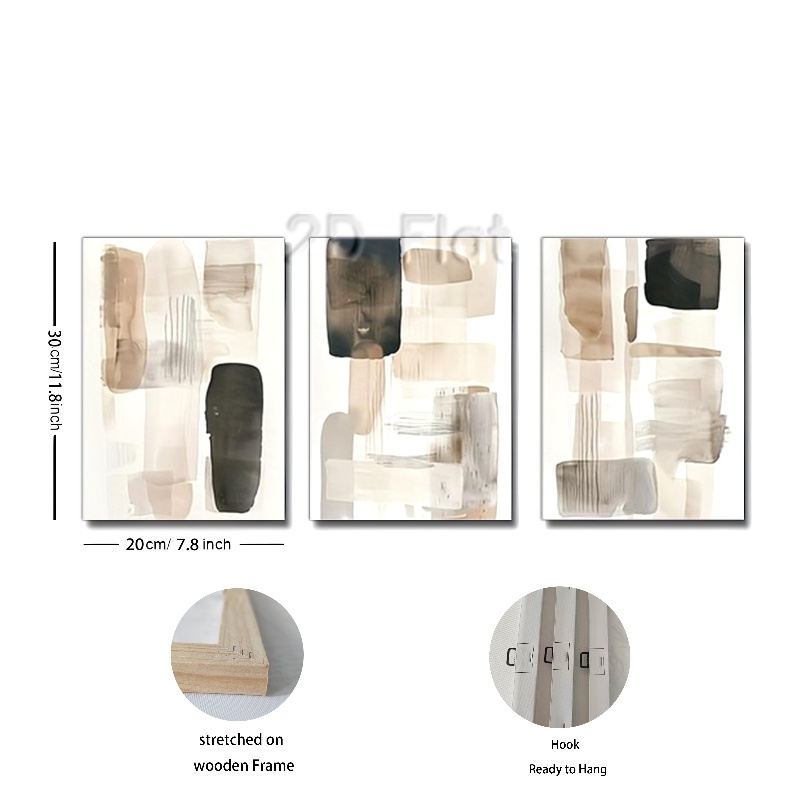 2D Flat
30cm/11.8inch
20cm/ 7.8 inch
stretched on
wooden Frame
Hook
Ready to Hang